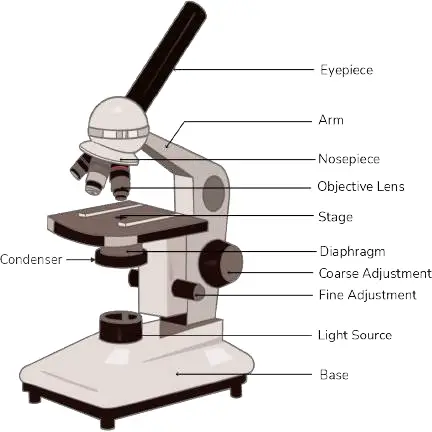 Eyepiece
Arm
Nosepiece
Objective Lens
Stage
Diaphragm
Condenser
Coarse Adjustment
Fine Adjustment
Light Source
Base